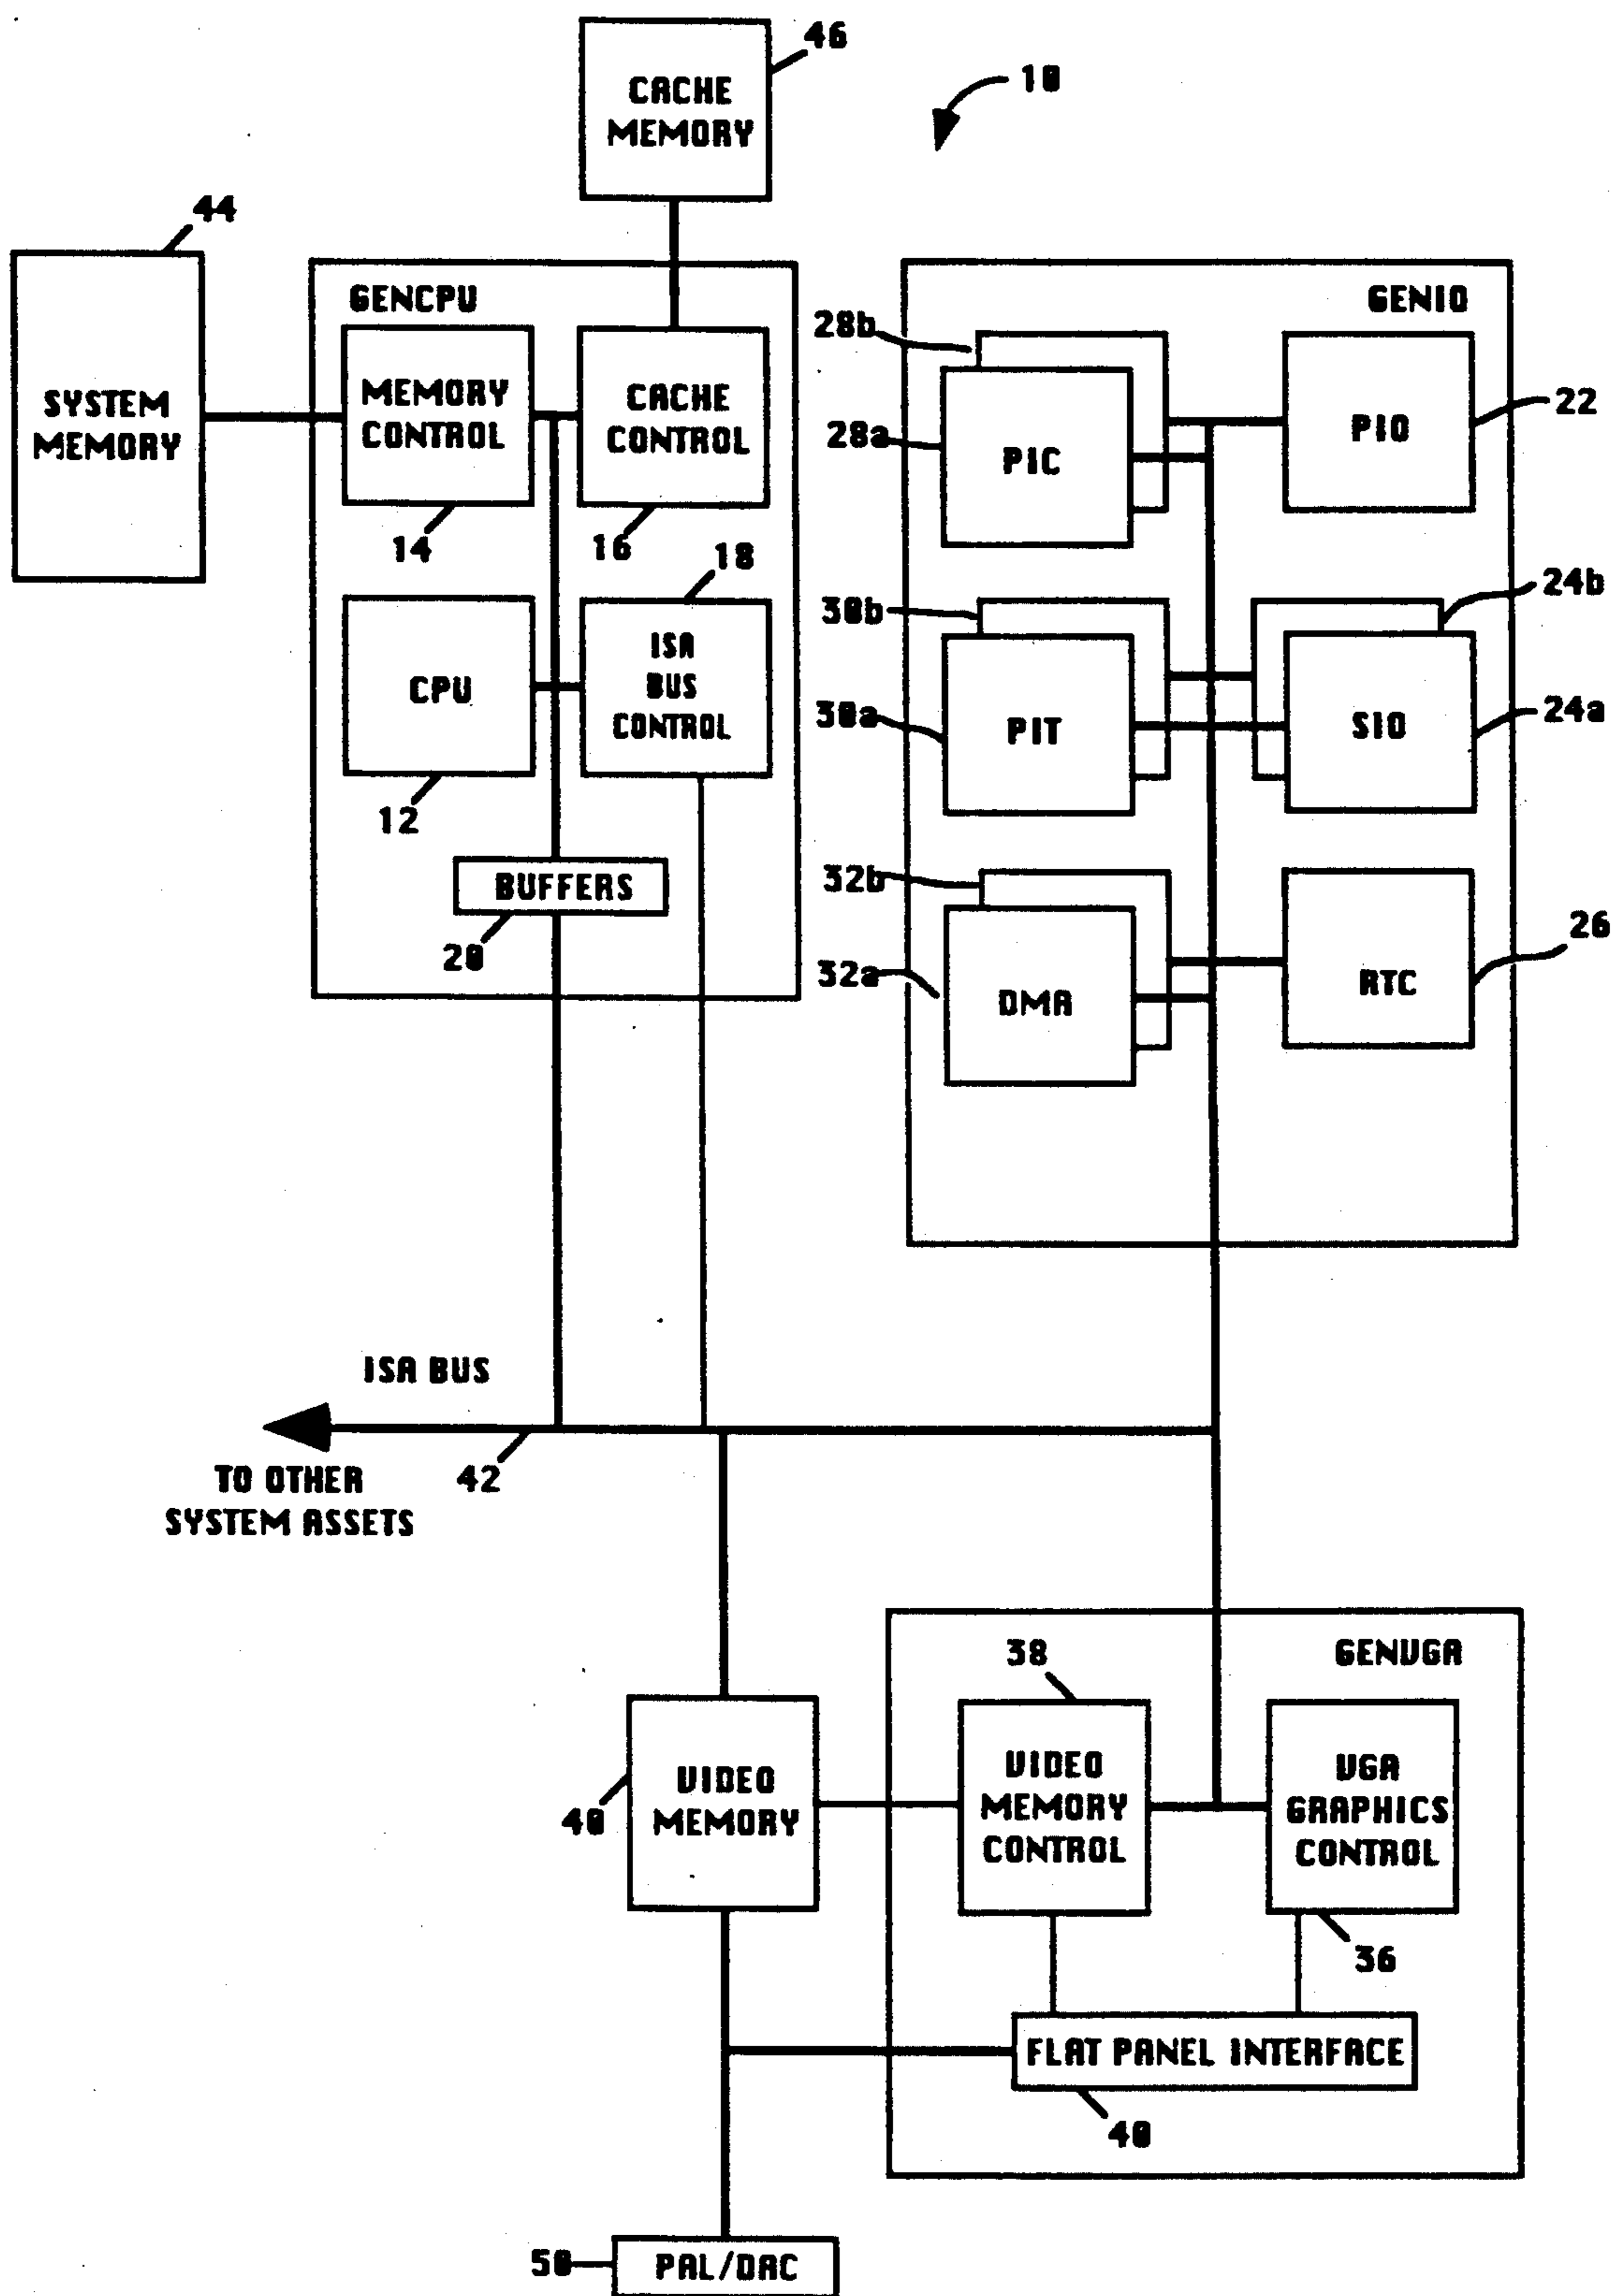 46
CACHE
MEMORY
10
44
SYSTEM
MEMORY
GENCPU
MEMORY
CONTROL
14
CACHE
CONTROL
16
18
CPU
12
ISA
BUS
CONTROL
BUFFERS
20
GENIO
28b
28a
PIC
PIO
22
30b
30a
PIT
24b
SIO
24a
32b
32a
DMA
RTC
26
ISA BUS
42
TO OTHER
SYSTEM ASSETS
GENVGA
38
VIDEO
MEMORY
40
VIDEO
MEMORY
CONTROL
VGA
GRAPHICS
CONTROL
36
FLAT PANEL INTERFACE
40
50
PAL/DAC